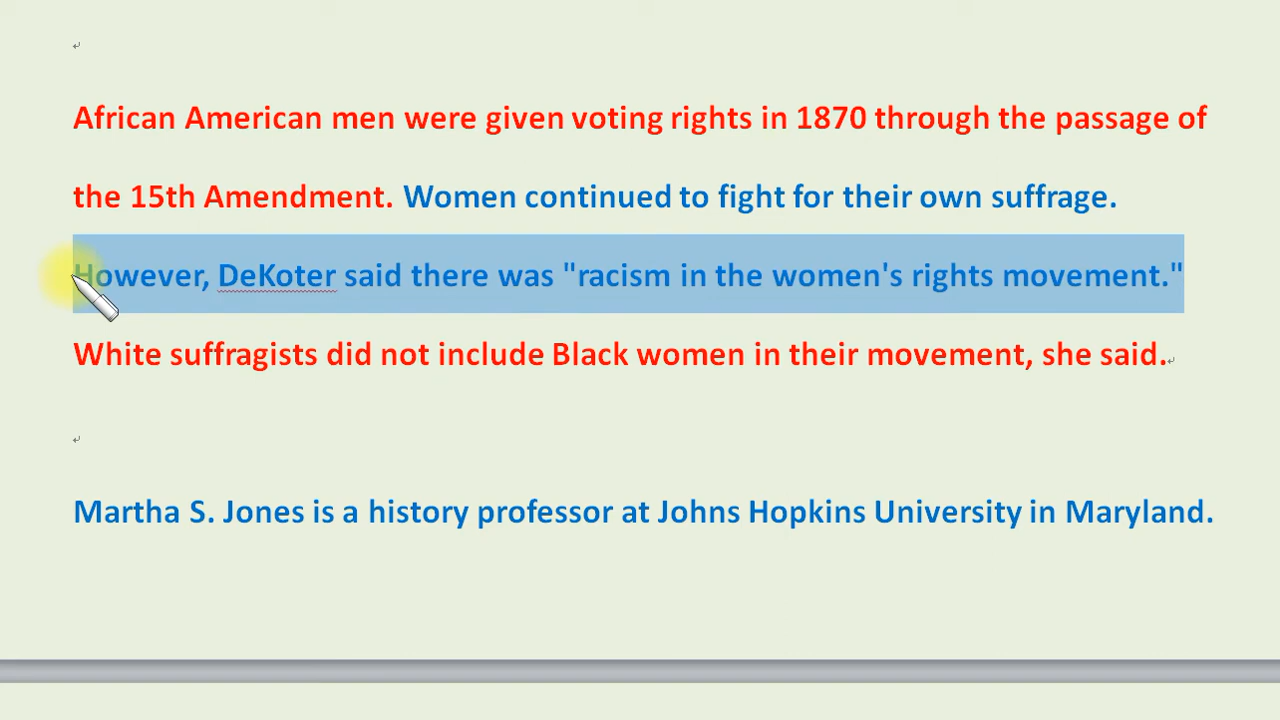 African American men were given voting rights in 1870 through the passage of
the 15th Amendment. Women continued to fight for their own suffrage.
However, DeKoter said there was "racism in the women's rights movement."
White suffragists did not include Black women in their movement, she said.
Martha S. Jones is a history professor at Johns Hopkins University in Maryland.